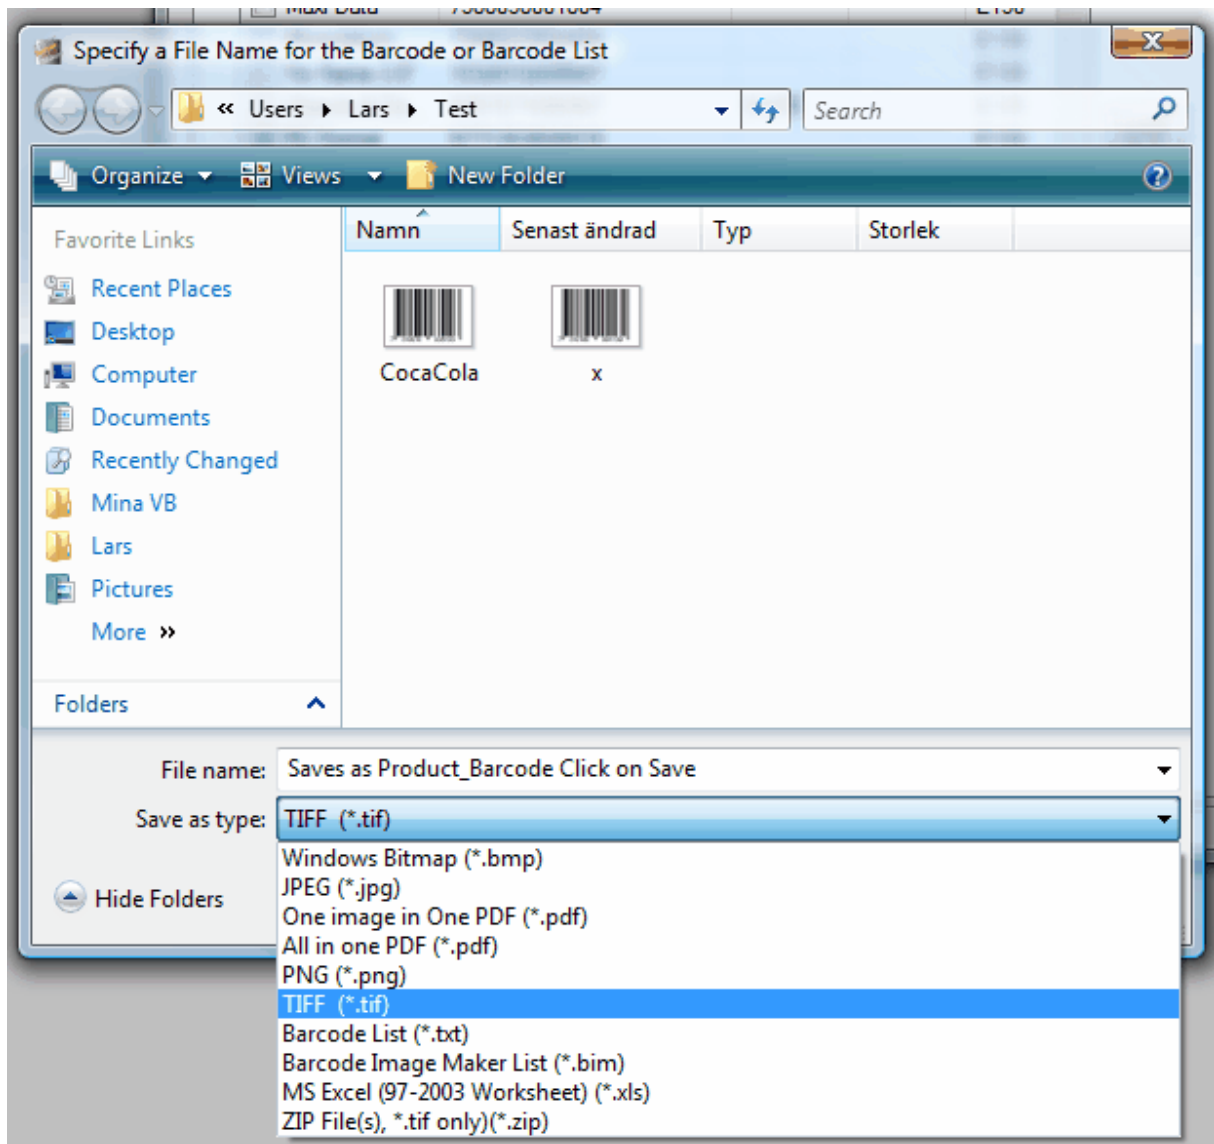 Maxi Data
Specify a File Name for the Barcode or Barcode List
« Users Lars Test Search
Organize Views New Folder
Favorite Links
Namn Senast ändrad Typ Storlek
Recent Places
Desktop
Computer
Documents
Recently Changed
Mina VB
Lars
Pictures
More »
CocaCola x
Folders
File name: Saves as Product_Barcode Click on Save
Save as type: TIFF (*.tif)
Hide Folders
Windows Bitmap (*.bmp)
JPEG (*.jpg)
One image in One PDF (*.pdf)
All in one PDF (*.pdf)
PNG (*.png)
TIFF (*.tif)
Barcode List (*.txt)
Barcode Image Maker List (*.bim)
MS Excel (97-2003 Worksheet) (*.xls)
ZIP File(s), *.tif only)(*.zip)